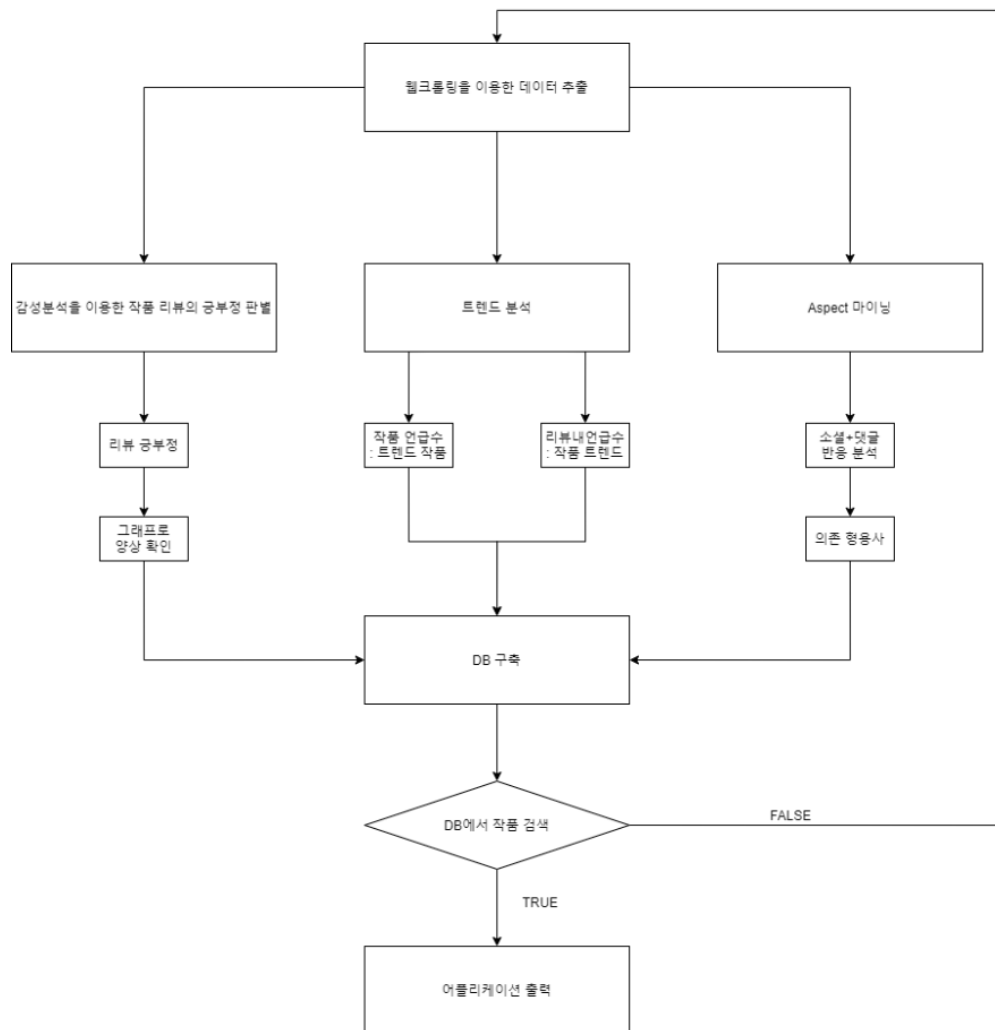 웹크롤링을 이용한 데이터 추출
감성분석을 이용한 작품 리뷰의 긍부정 판별
트렌드 분석
Aspect 마이닝
리뷰 긍부정
작품 언급수
: 트렌드 작품
리뷰내언급수
: 작품 트렌드
소셜+댓글
반응 분석
그래프로
양상 확인
의존 형용사
DB 구축
DB에서 작품 검색
FALSE
TRUE
어플리케이션 출력